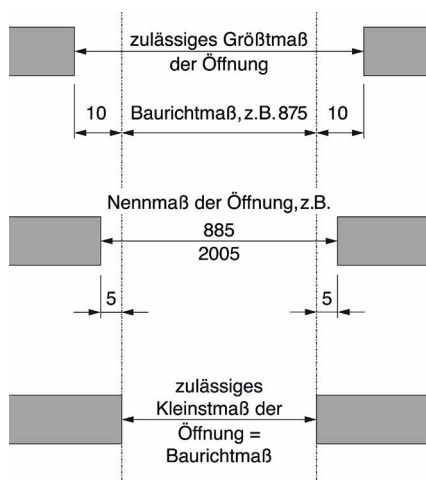 zulässiges Größtmaß
der Öffnung
10
Baurichtmaß, z.B. 875
10
Nennmaß der Öffnung, z.B.
885
2005
5
5
zulässiges
Kleinstmaß der
Öffnung =
Baurichtmaß